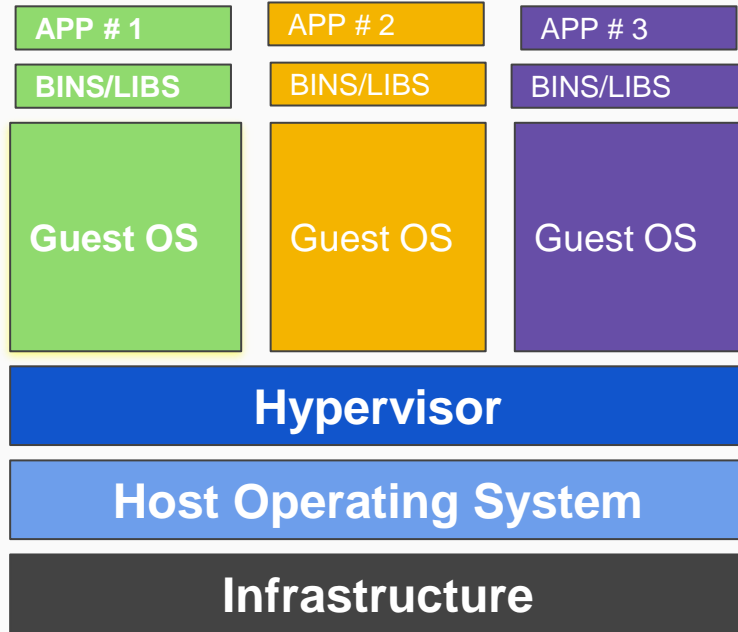 APP # 1
APP # 2
APP # 3
BINS/LIBS
BINS/LIBS
BINS/LIBS
Guest OS
Guest OS
Guest OS
Hypervisor
Host Operating System
Infrastructure